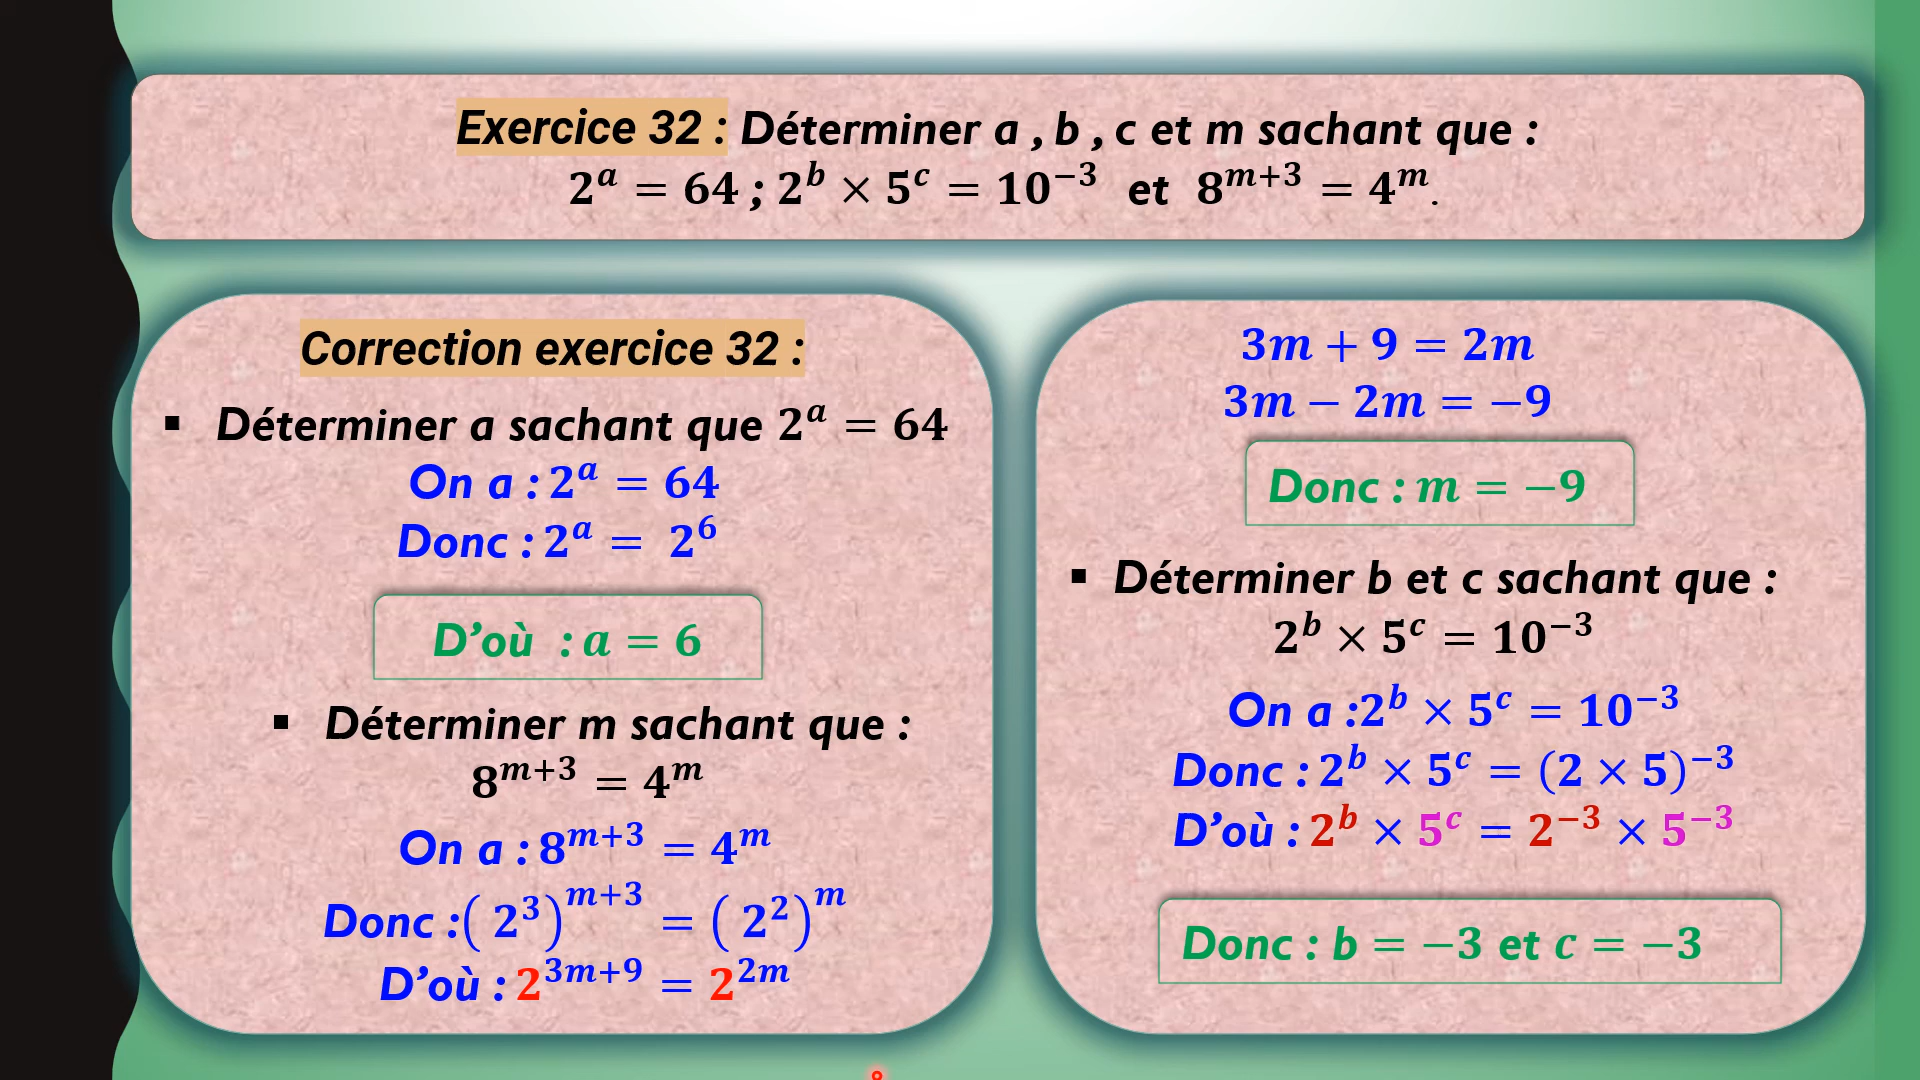 Exercice 32 : Déterminer a , b , c et m sachant que :
2^a = 64 ; 2^b × 5^c = 10^{−3} et 8^{m+3} = 4^m.
Correction exercice 32 :
▪ Déterminer a sachant que 2^a = 64
On a : 2^a = 64
Donc : 2^a = 2^6
D’où : a = 6
▪ Déterminer m sachant que :
8^{m+3} = 4^m
On a : 8^{m+3} = 4^m
Donc :( 2^3)^{m+3} = ( 2^2)^m
D’où : 2^{3m+9} = 2^{2m}
3m + 9 = 2m
3m − 2m = −9
Donc : m = −9
▪ Déterminer b et c sachant que :
2^b × 5^c = 10^{−3}
On a :2^b × 5^c = 10^{−3}
Donc : 2^b × 5^c = (2 × 5)^{−3}
D’où : 2^b × 5^c = 2^{−3} × 5^{−3}
Donc : b = −3 et c = −3